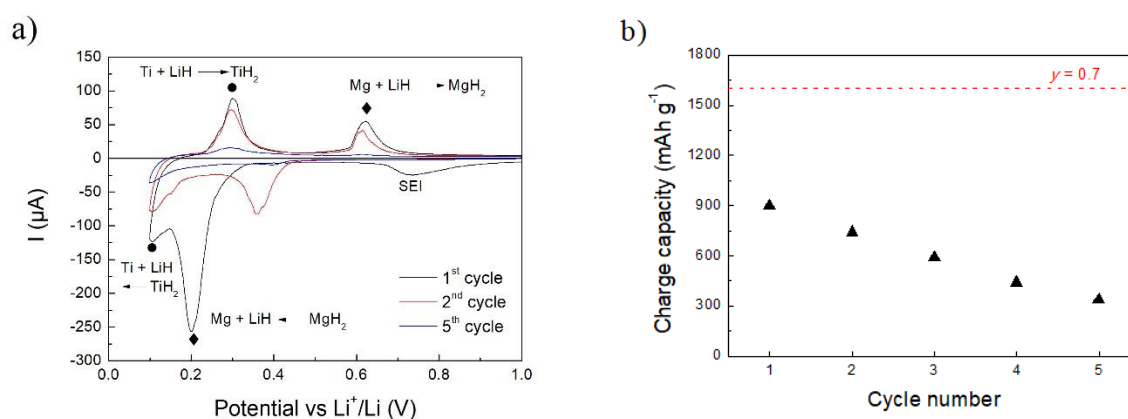 a)
150
100
50
0
-50
-100
-150
-200
-250
-300
I (µA)
Ti + LiH ⟶ TiH₂
Mg + LiH ► MgH₂
SEI
Ti + LiH
◄ TiH₂
Mg + LiH ◄ MgH₂
1st cycle
2nd cycle
5th cycle
0.0 0.2 0.4 0.6 0.8 1.0
Potential vs Li⁺/Li (V)
b)
1800
1500
1200
900
600
300
0
Charge capacity (mAh g⁻¹)
y = 0.7
1 2 3 4 5
Cycle number